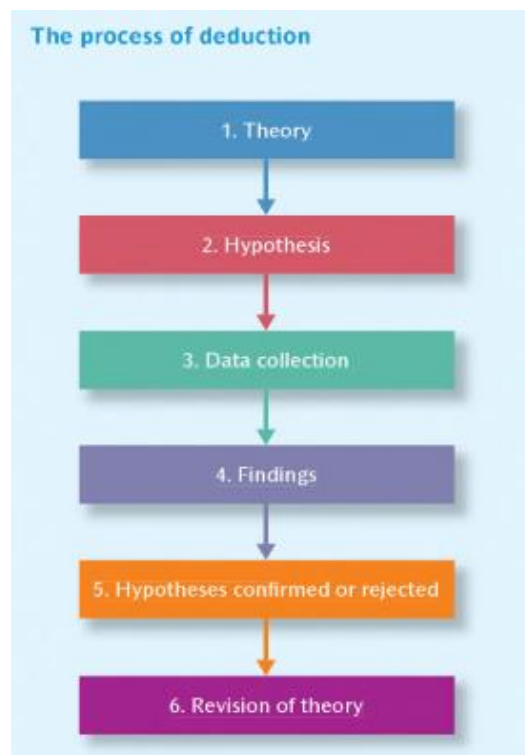 The process of deduction
1. Theory
2. Hypothesis
3. Data collection
4. Findings
5. Hypotheses confirmed or rejected
6. Revision of theory